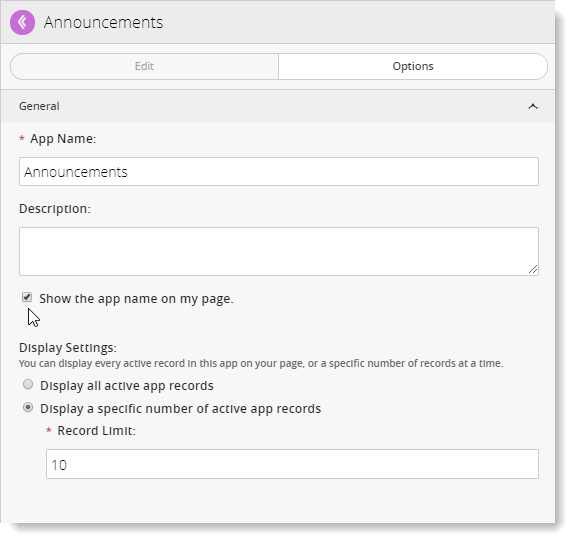 Announcements
Edit
Options
General
* App Name:
Announcements
Description:
Show the app name on my page.
Display Settings:
You can display every active record in this app on your page, or a specific number of records at a time.
Display all active app records
Display a specific number of active app records
* Record Limit:
10